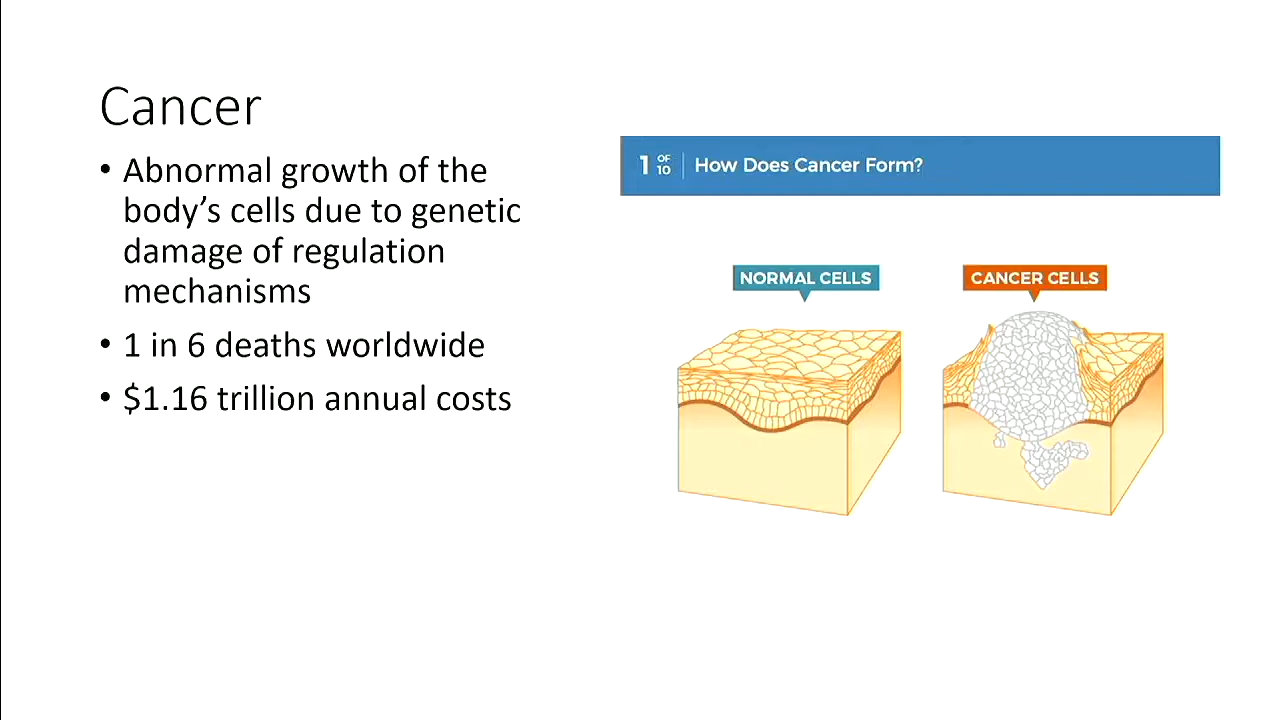 Cancer
• Abnormal growth of the
body's cells due to genetic
damage of regulation
mechanisms
• 1 in 6 deaths worldwide
• $1.16 trillion annual costs
1 OF 10 How Does Cancer Form?
NORMAL CELLS
CANCER CELLS